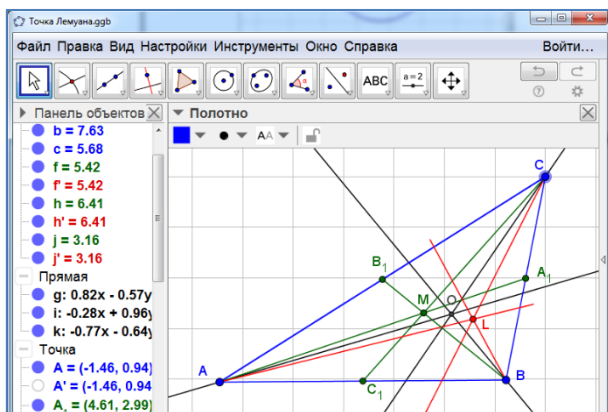 Точка Лемуана.ggb
Файл Правка Вид Настройки Инструменты Окно Справка Войти...
ABC a=2
Панель объектов Полотно
AA
b = 7.63
c = 5.68
f = 5.42
f' = 5.42
h = 6.41
h' = 6.41
j = 3.16
j' = 3.16
Прямая
g: 0.82x - 0.57y
i: -0.28x + 0.96y
k: -0.77x - 0.64y
Точка
A = (-1.46, 0.94)
A' = (-1.46, 0.94
A₁ = (4.61, 2.99)
C
B₁
A₁
M
O
L
A
B
C₁